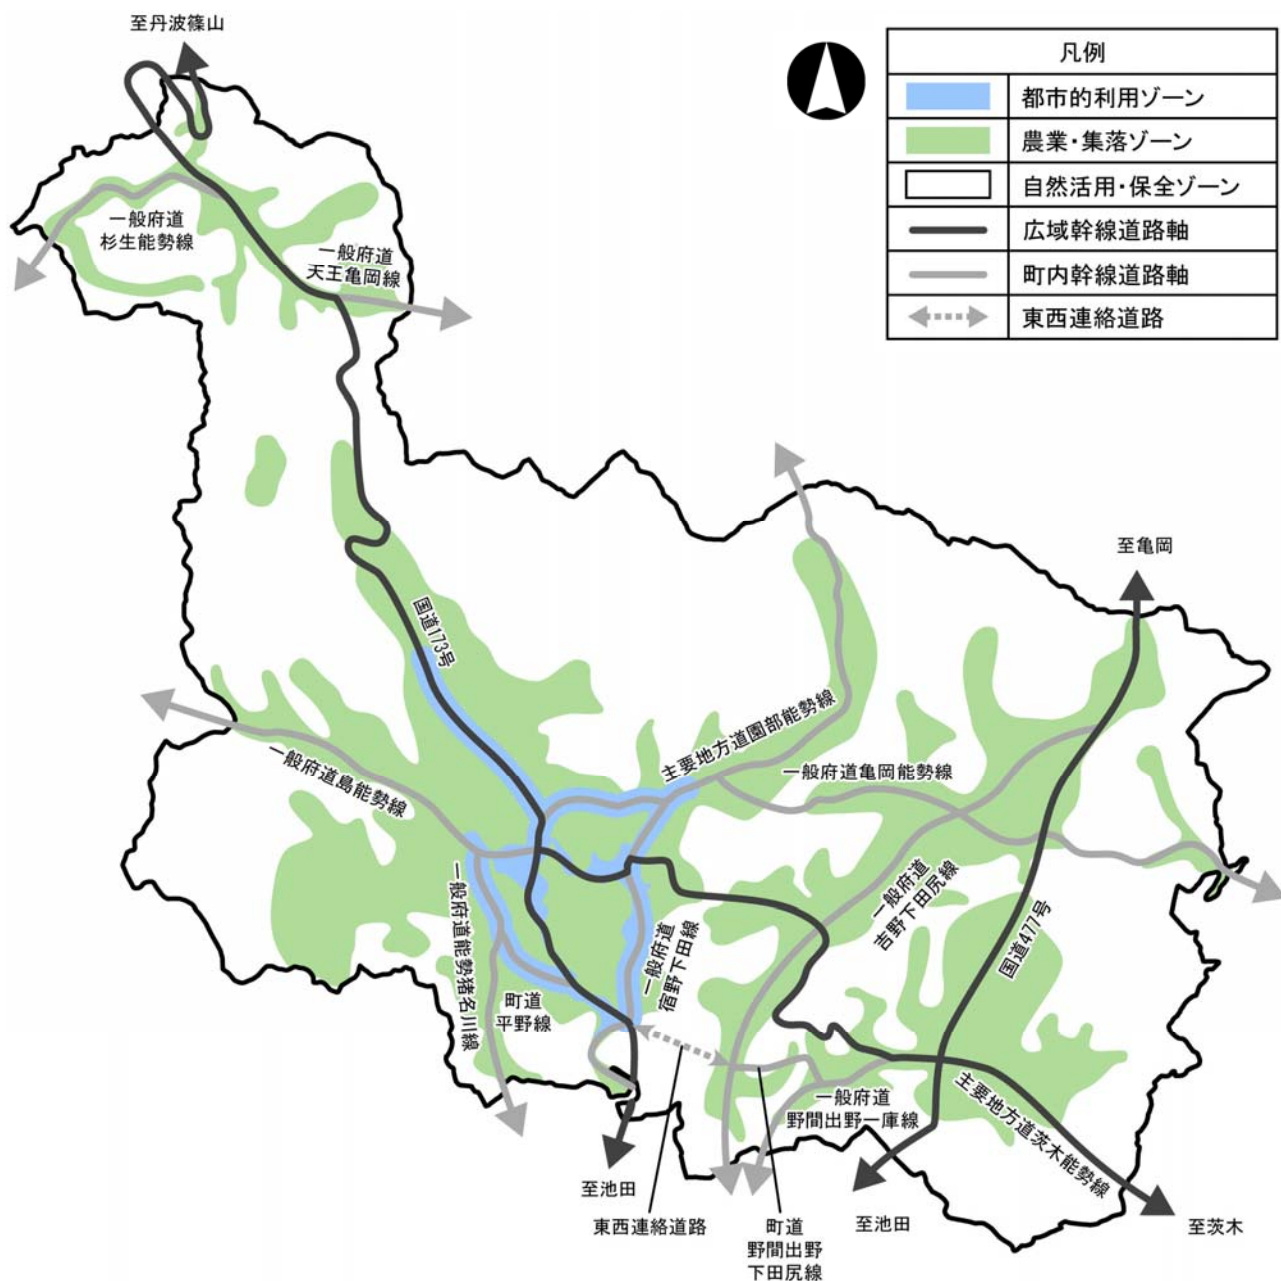 至丹波篠山
凡例
都市的利用ゾーン
農業・集落ゾーン
自然活用・保全ゾーン
広域幹線道路軸
町内幹線道路軸
東西連絡道路
一般府道
杉生能勢線
一般府道
天王亀岡線
至亀岡
国道173号
主要地方道園部能勢線
一般府道亀岡能勢線
一般府道島能勢線
一般府道
吉野下田尻線
国道477号
一般府道能勢猪名川線
一般府道
宿野下田線
町道
平野線
一般府道
野間出野一庫線
主要地方道茨木能勢線
至池田
東西連絡道路
町道
野間出野
下田尻線
至池田
至茨木